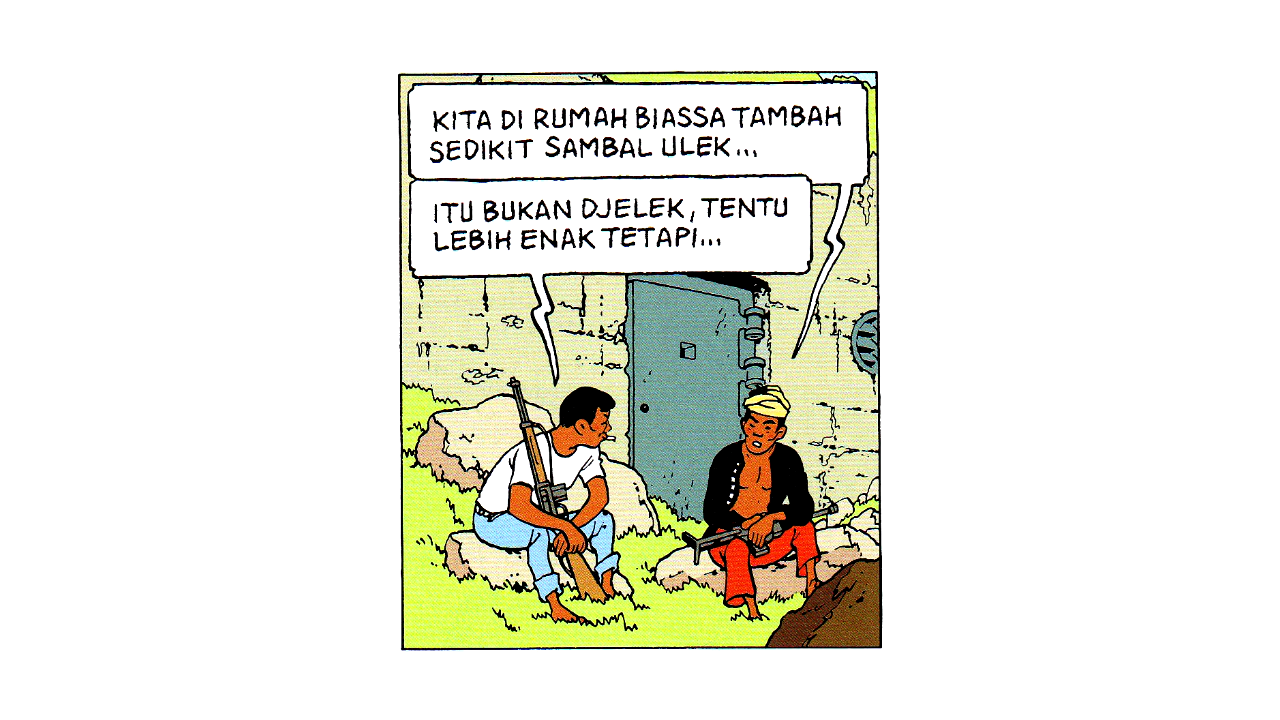 KITA DI RUMAH BIASSA TAMBAH
SEDIKIT SAMBAL ULEK...
ITU BUKAN DJELEK, TENTU
LEBIH ENAK TETAPI...